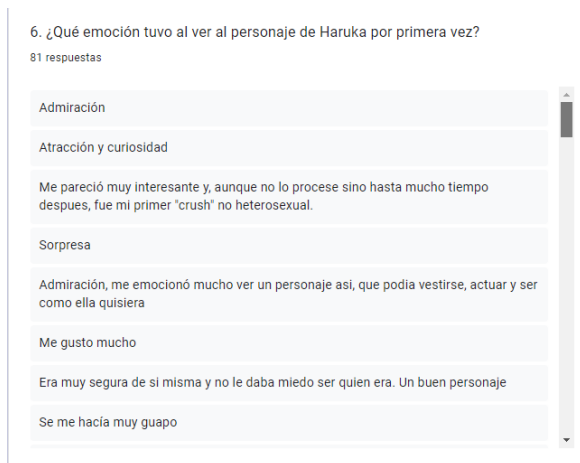 6. ¿Qué emoción tuvo al ver al personaje de Haruka por primera vez?
81 respuestas
Admiración
Atracción y curiosidad
Me pareció muy interesante y, aunque no lo procese sino hasta mucho tiempo
despues, fue mi primer "crush" no heterosexual.
Sorpresa
Admiración, me emocionó mucho ver un personaje asi, que podia vestirse, actuar y ser
como ella quisiera
Me gusto mucho
Era muy segura de si misma y no le daba miedo ser quien era. Un buen personaje
Se me hacía muy guapo